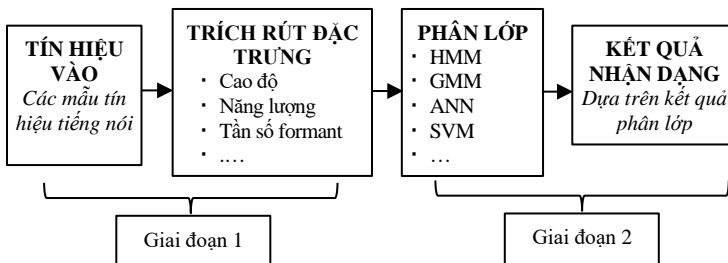 TÍN HIỆU
VÀO
Các mẫu tín
hiệu tiếng nói
TRÍCH RÚT ĐẶC
TRƯNG
· Cao độ
· Năng lượng
· Tần số formant
· ....
PHÂN LỚP
· HMM
· GMM
· ANN
· SVM
· ...
KẾT QUẢ
NHẬN DẠNG
Dựa trên kết quả
phân lớp
Giai đoạn 1
Giai đoạn 2